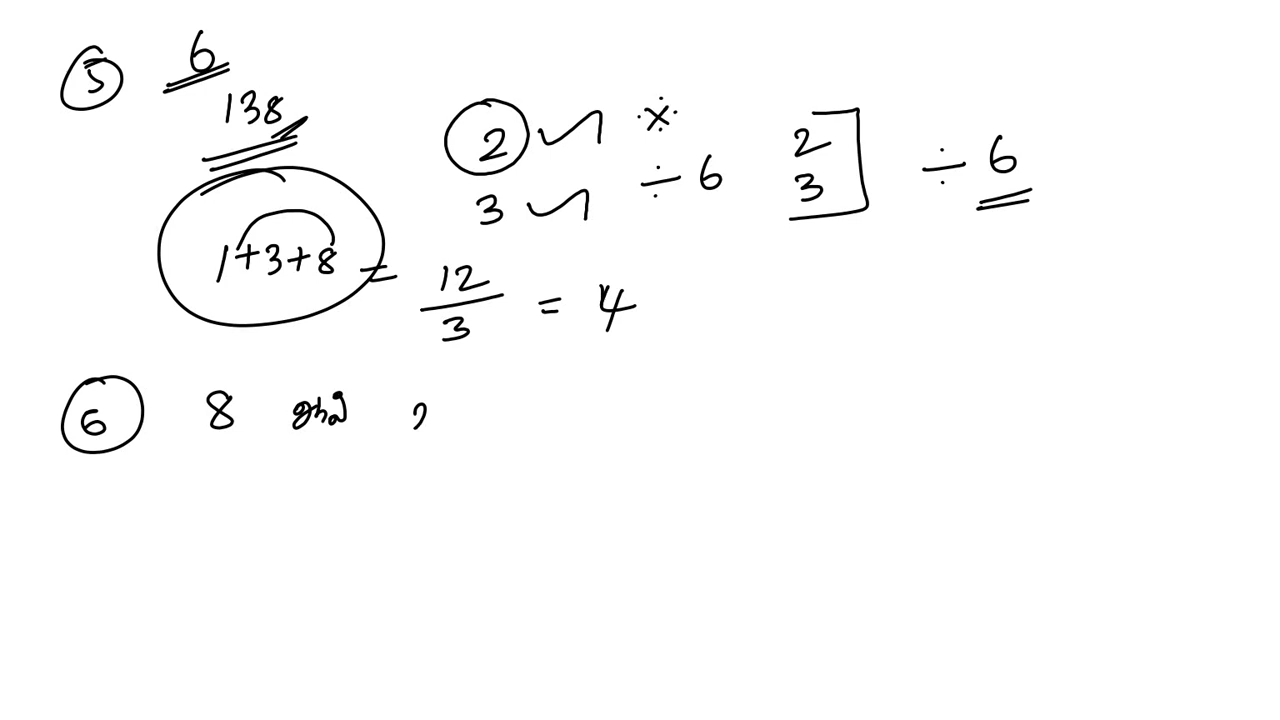 5 6
138
2 ✓ ÷×
3 ✓ ÷ 6
2
3 ÷ 6
1+3+8 = 12/3 = 4
6 8